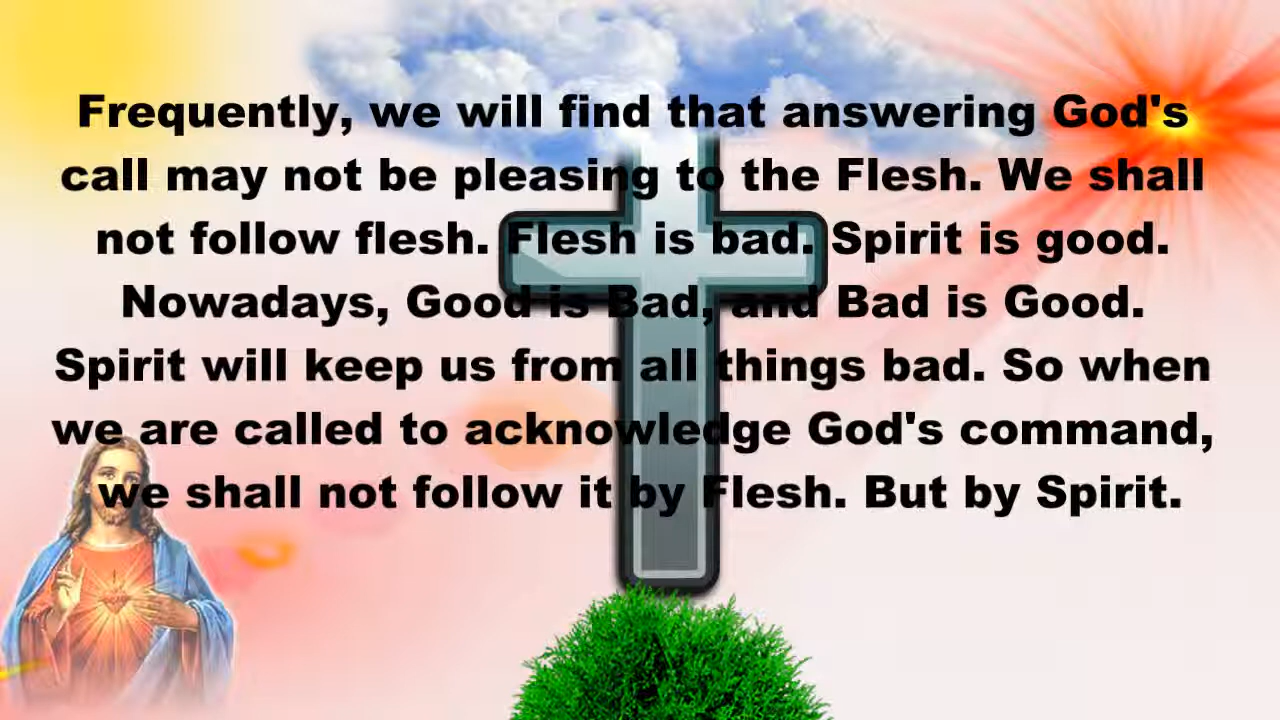 Frequently, we will find that answering God's
call may not be pleasing to the Flesh. We shall
not follow flesh. Flesh is bad. Spirit is good.
Nowadays, Good is Bad, and Bad is Good.
Spirit will keep us from all things bad. So when
we are called to acknowledge God's command,
we shall not follow it by Flesh. But by Spirit.